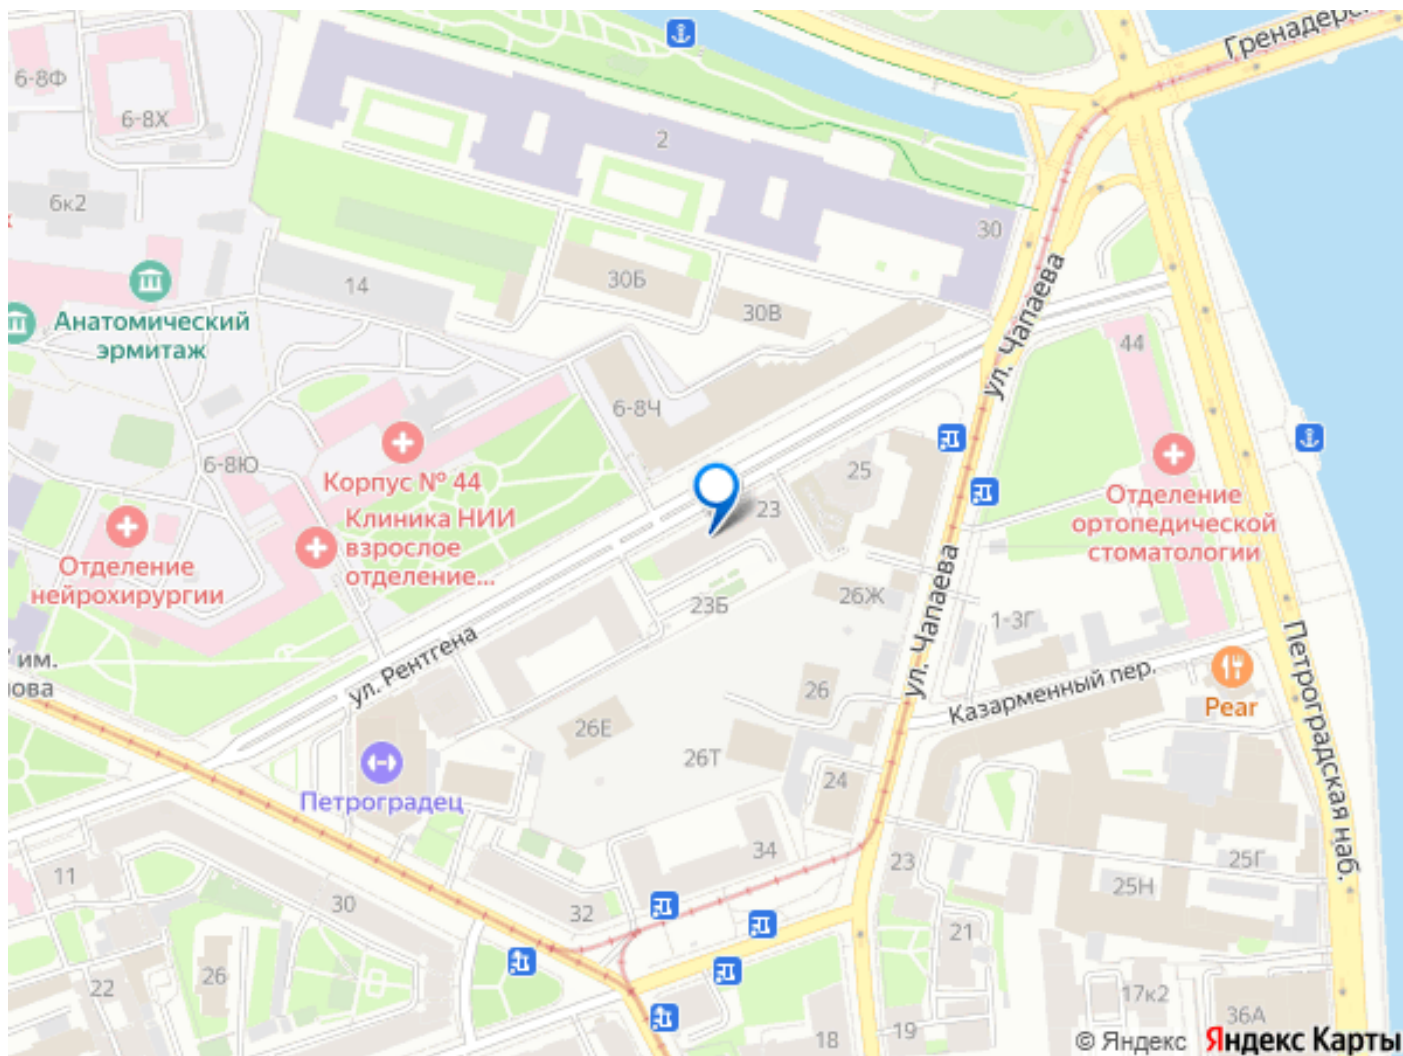 Гренадерс
6-8Ф
6-8Х
2
6к2
30
30Б
14
30В
Анатомический
эрмитаж
ул. Чапаева
44
6-8Ч
6-8Ю
Корпус № 44
25
23
Клиника НИИ
взрослое
отделение...
Отделение
нейрохирургии
Отделение
ортопедической
стоматологии
26Ж
23Б
1-3Г
ул. Чапаева
ул. Рентгена
им.
ова
Казарменный пер.
Pear
Петроградская наб.
26
26Е
26Т
24
Петроградец
34
23
11
30
32
25Г
25Н
21
26
22
17к2
36А
18
19
© Яндекс Яндекс Карты